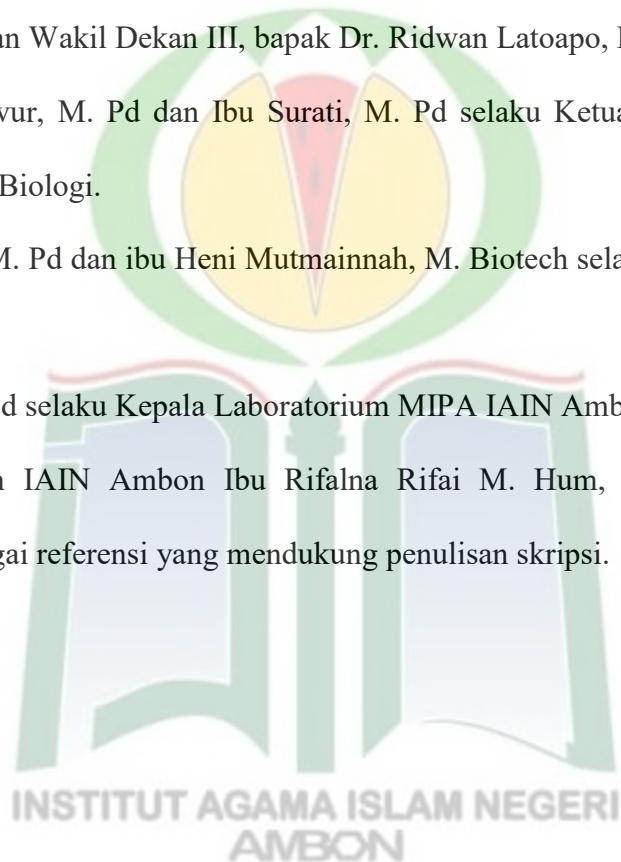 an Wakil Dekan III, bapak Dr. Ridwan Latoapo,
vur, M. Pd dan Ibu Surati, M. Pd selaku Ketua
Biologi.
M. Pd dan ibu Heni Mutmainnah, M. Biotech sela
d selaku Kepala Laboratorium MIPA IAIN Amb
IAIN Ambon Ibu Rifalna Rifai M. Hum,
gai referensi yang mendukung penulisan skripsi.
INSTITUT AGAMA ISLAM NEGERI
AMBON